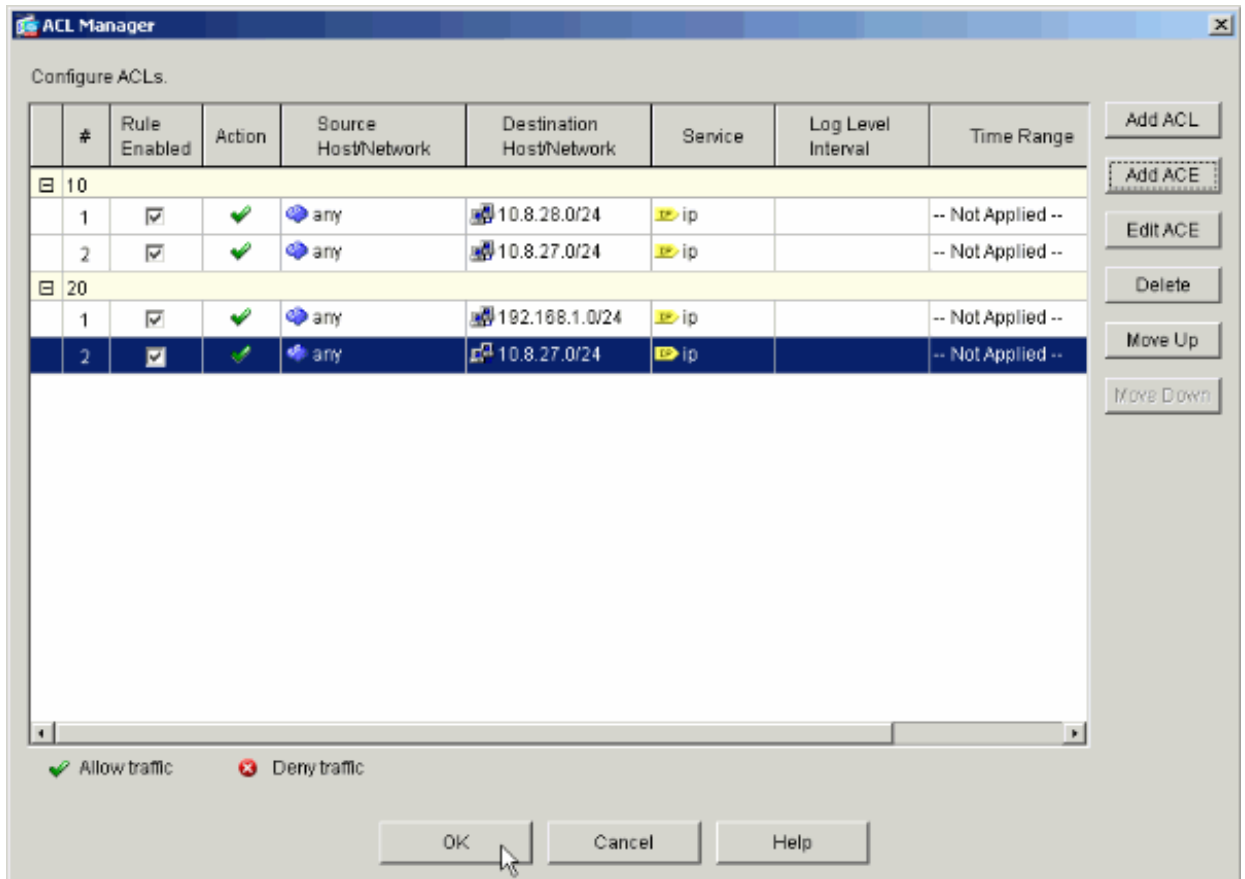 ACL Manager
Configure ACLs.
# Rule Enabled Action Source Host/Network Destination Host/Network Service Log Level Interval Time Range
10
1 any 10.8.28.0/24 IP ip -- Not Applied --
2 any 10.8.27.0/24 IP ip -- Not Applied --
20
1 any 192.168.1.0/24 IP ip -- Not Applied --
2 any 10.8.27.0/24 IP ip -- Not Applied --
Add ACL
Add ACE
Edit ACE
Delete
Move Up
Move Down
Allow traffic Deny traffic
OK Cancel Help